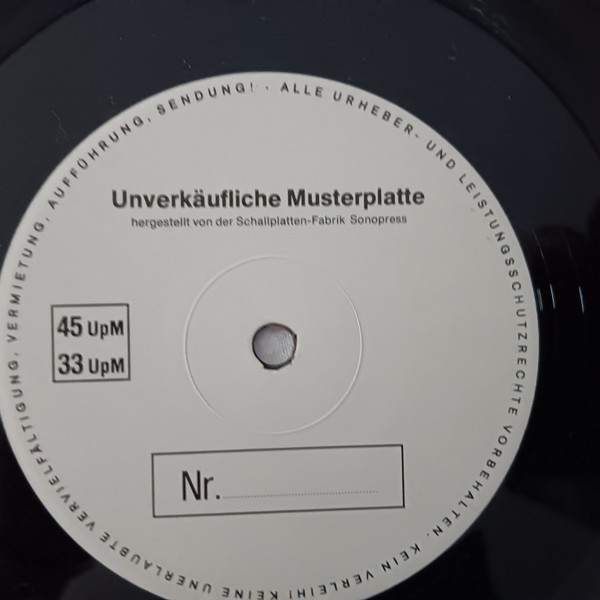 ALLE URHEBER- UND LEISTUNGSSCHUTZRECHTE VORBEHALTEN. KEIN VERLEIH! KEINE UNERLAUBTE VERVIELFÄLTIGUNG, VERMIETUNG, AUFFÜHRUNG, SENDUNG! ·
Unverkäufliche Musterplatte
hergestellt von der Schallplatten-Fabrik Sonopress
45 UpM
33 UpM
Nr.